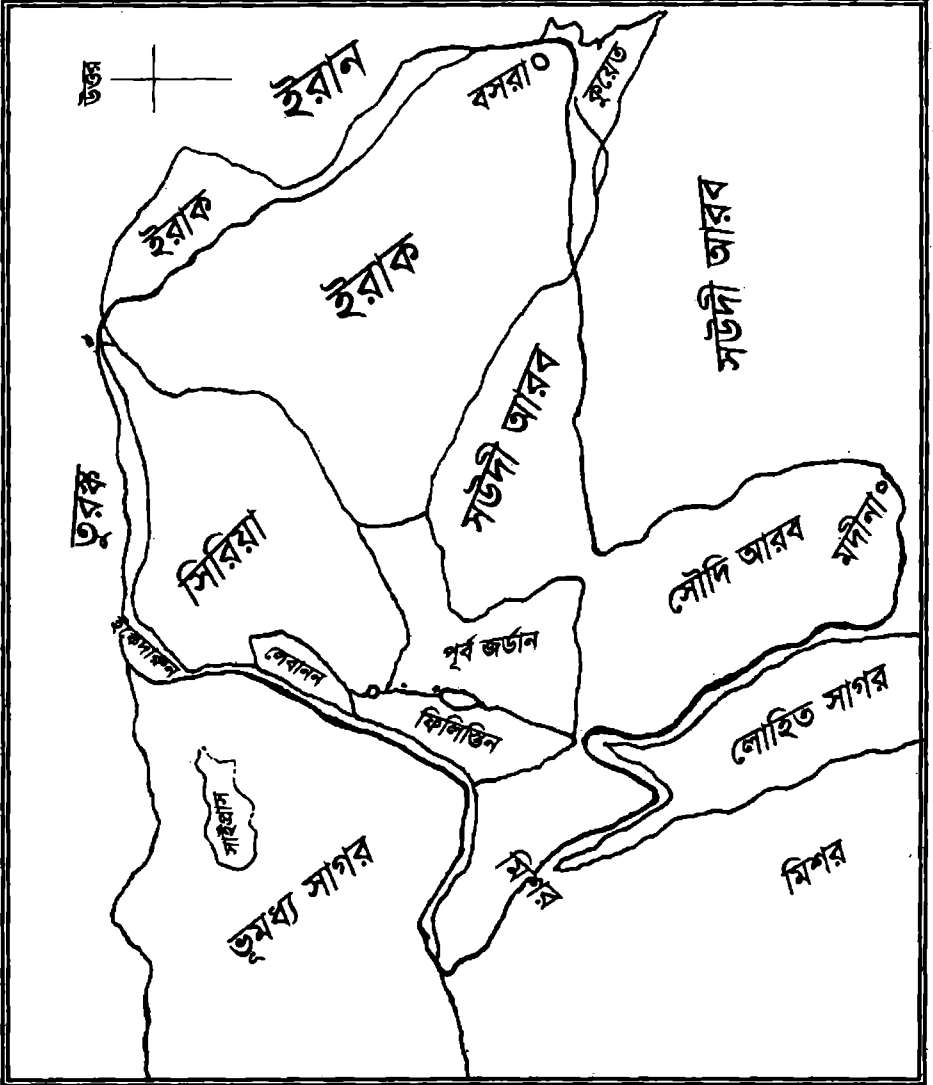 উত্তর
ইরান
বসরা
কুয়েত
ইরাক
ইরাক
সউদী আরব
সউদী আরব
তুরস্ক
সিরিয়া
মদীনা
সৌদি আরব
পূর্ব জর্ডান
লেবানন
ফিলিস্তিন
লোহিত সাগর
সাইপ্রাস
ভূমধ্য সাগর
মিশর
মিশর